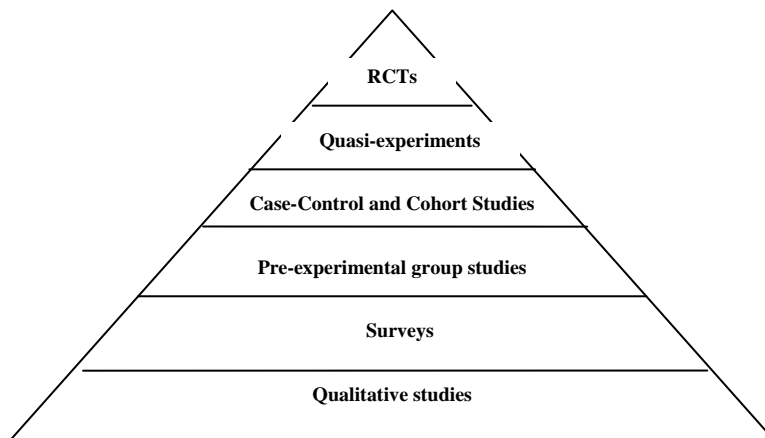 RCTs
Quasi-experiments
Case-Control and Cohort Studies
Pre-experimental group studies
Surveys
Qualitative studies